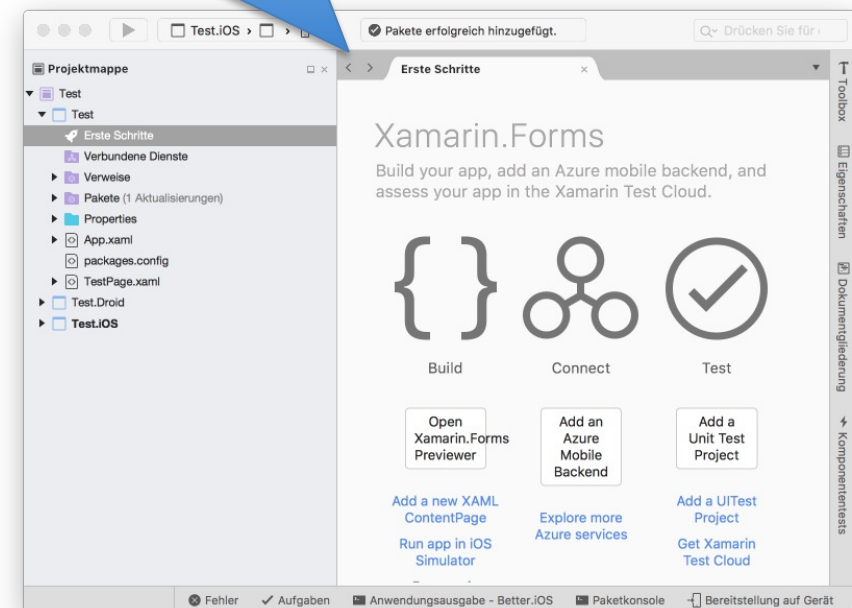 Test.iOS
Pakete erfolgreich hinzugefügt.
Drücken Sie für
Projektmappe
Erste Schritte
Test
Test
Erste Schritte
Verbundene Dienste
Verweise
Pakete (1 Aktualisierungen)
Properties
App.xaml
packages.config
TestPage.xaml
Test.Droid
Test.iOS
Xamarin.Forms
Build your app, add an Azure mobile backend, and
assess your app in the Xamarin Test Cloud.
Build
Connect
Test
Open
Xamarin.Forms
Previewer
Add an
Azure
Mobile
Backend
Add a
Unit Test
Project
Add a new XAML
ContentPage
Run app in iOS
Simulator
Explore more
Azure services
Add a UITest
Project
Get Xamarin
Test Cloud
Toolbox
Eigenschaften
Dokumentgliederung
Komponententests
Fehler
Aufgaben
Anwendungsausgabe - Better.iOS
Paketkonsole
Bereitstellung auf Gerät